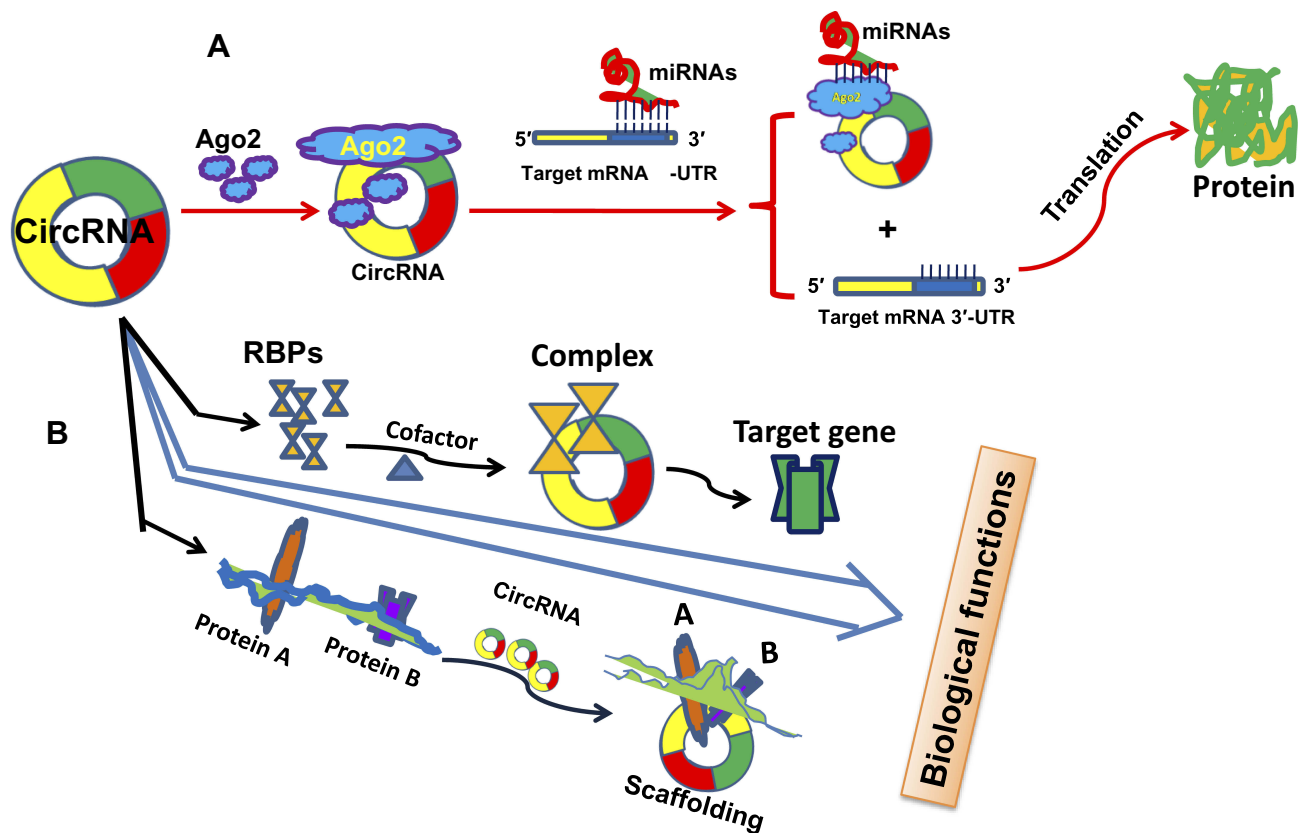 A
miRNAs
miRNAs
Ago2
Ago2
Ago2
5′ 3′
Target mRNA -UTR
Translation
Protein
CircRNA
CircRNA
+
5′ 3′
Target mRNA 3′-UTR
B
RBPs
Cofactor
Complex
Target gene
Protein A
Protein B
CircRNA
A
B
Scaffolding
Biological functions